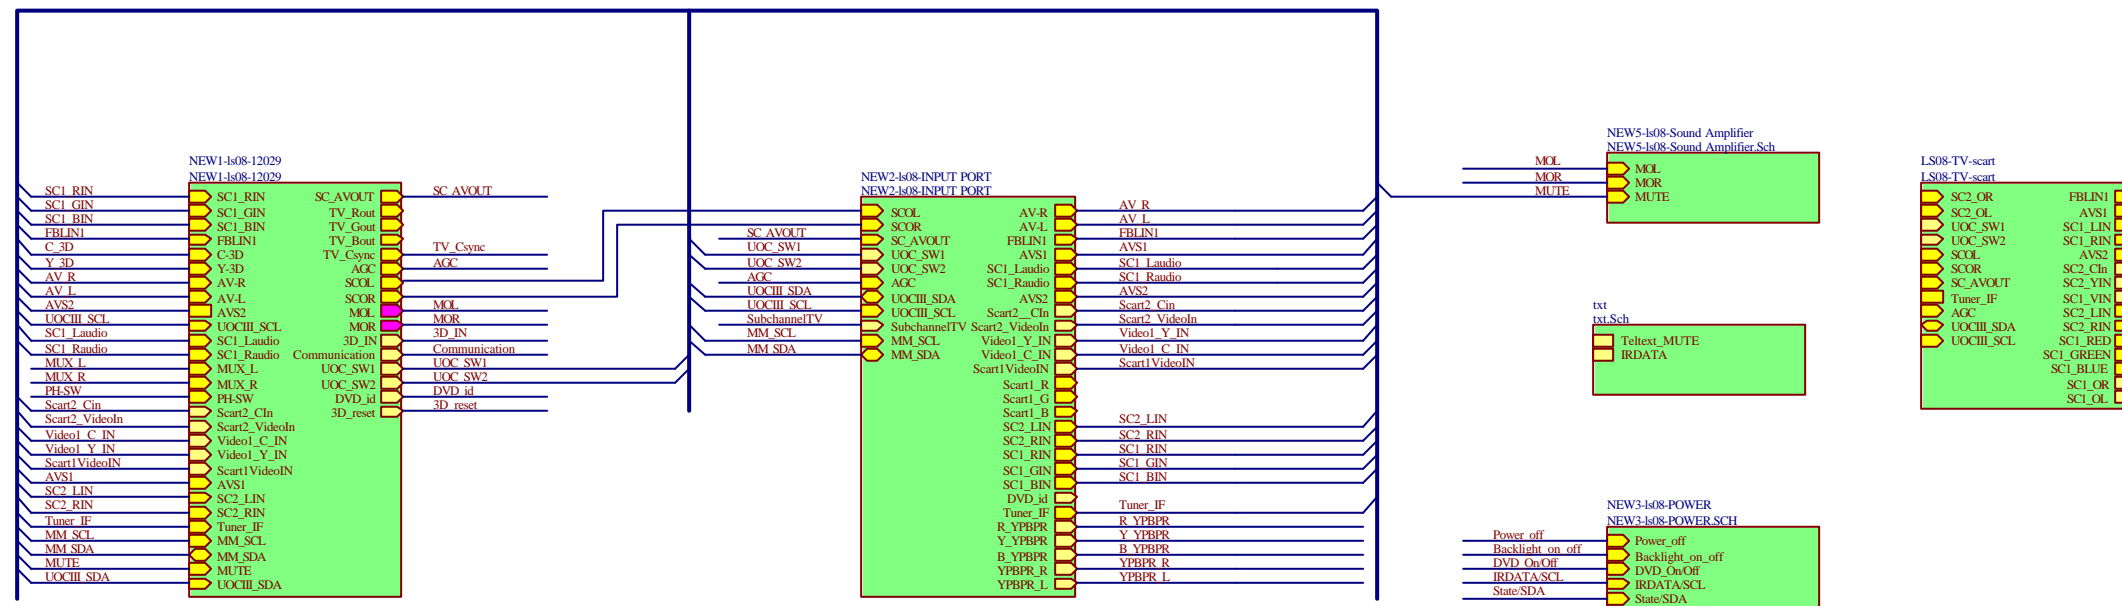 NEW1-ls08-12029
NEW1-ls08-12029
SC1_RIN
SC1_GIN
SC1_BIN
FBLIN1
C_3D
Y_3D
AV_R
AV_L
AVS2
UOCIII_SCL
SC1_Laudio
SC1_Raudio
MUX_L
MUX_R
PH-SW
Scart2_Cin
Scart2_VideoIn
Video1_C_IN
Video1_Y_IN
Scart1VideoIN
AVS1
SC2_LIN
SC2_RIN
Tuner_IF
MM_SCL
MM_SDA
MUTE
UOCIII_SDA
SC1_RIN
SC1_GIN
SC1_BIN
FBLIN1
C-3D
Y-3D
AV-R
AV-L
AVS2
UOCIII_SCL
SC1_Laudio
SC1_Raudio
MUX_L
MUX_R
PH-SW
Scart2_CIn
Scart2_VideoIn
Video1_C_IN
Video1_Y_IN
Scart1VideoIN
AVS1
SC2_LIN
SC2_RIN
Tuner_IF
MM_SCL
MM_SDA
MUTE
UOCIII_SDA
SC_AVOUT
TV_Rout
TV_Gout
TV_Bout
TV_Csync
AGC
SCOL
SCOR
MOL
MOR
3D_IN
Communication
UOC_SW1
UOC_SW2
DVD_id
3D_reset
SC_AVOUT
TV_Csync
AGC
MOL
MOR
3D_IN
Communication
UOC_SW1
UOC_SW2
DVD_id
3D_reset
NEW2-ls08-INPUT PORT
NEW2-ls08-INPUT PORT
SC_AVOUT
UOC_SW1
UOC_SW2
AGC
UOCIII_SDA
UOCIII_SCL
SubchannelTV
MM_SCL
MM_SDA
SCOL
SCOR
SC_AVOUT
UOC_SW1
UOC_SW2
AGC
UOCIII_SDA
UOCIII_SCL
SubchannelTV
MM_SCL
MM_SDA
AV-R
AV-L
FBLIN1
AVS1
SC1_Laudio
SC1_Raudio
AVS2
Scart2__CIn
Scart2_VideoIn
Video1_Y_IN
Video1_C_IN
Scart1VideoIN
Scart1_R
Scart1_G
Scart1_B
SC2_LIN
SC2_RIN
SC1_RIN
SC1_GIN
SC1_BIN
DVD_id
Tuner_IF
R_YPBPR
Y_YPBPR
B_YPBPR
YPBPR_R
YPBPR_L
AV_R
AV_L
FBLIN1
AVS1
SC1_Laudio
SC1_Raudio
AVS2
Scart2_Cin
Scart2_VideoIn
Video1_Y_IN
Video1_C_IN
Scart1VideoIN
SC2_LIN
SC2_RIN
SC1_RIN
SC1_GIN
SC1_BIN
Tuner_IF
R_YPBPR
Y_YPBPR
B_YPBPR
YPBPR_R
YPBPR_L
NEW5-ls08-Sound Amplifier
NEW5-ls08-Sound Amplifier.Sch
MOL
MOR
MUTE
MOL
MOR
MUTE
txt
txt.Sch
Teltext_MUTE
IRDATA
NEW3-ls08-POWER
NEW3-ls08-POWER.SCH
Power_off
Backlight_on_off
DVD_On/Off
IRDATA/SCL
State/SDA
Power_off
Backlight_on_off
DVD_On/Off
IRDATA/SCL
State/SDA
LS08-TV-scart
LS08-TV-scart
SC2_OR
SC2_OL
UOC_SW1
UOC_SW2
SCOL
SCOR
SC_AVOUT
Tuner_IF
AGC
UOCIII_SDA
UOCIII_SCL
FBLIN1
AVS1
SC1_LIN
SC1_RIN
AVS2
SC2_CIn
SC2_YIN
SC1_VIN
SC2_LIN
SC2_RIN
SC1_RED
SC1_GREEN
SC1_BLUE
SC1_OR
SC1_OL